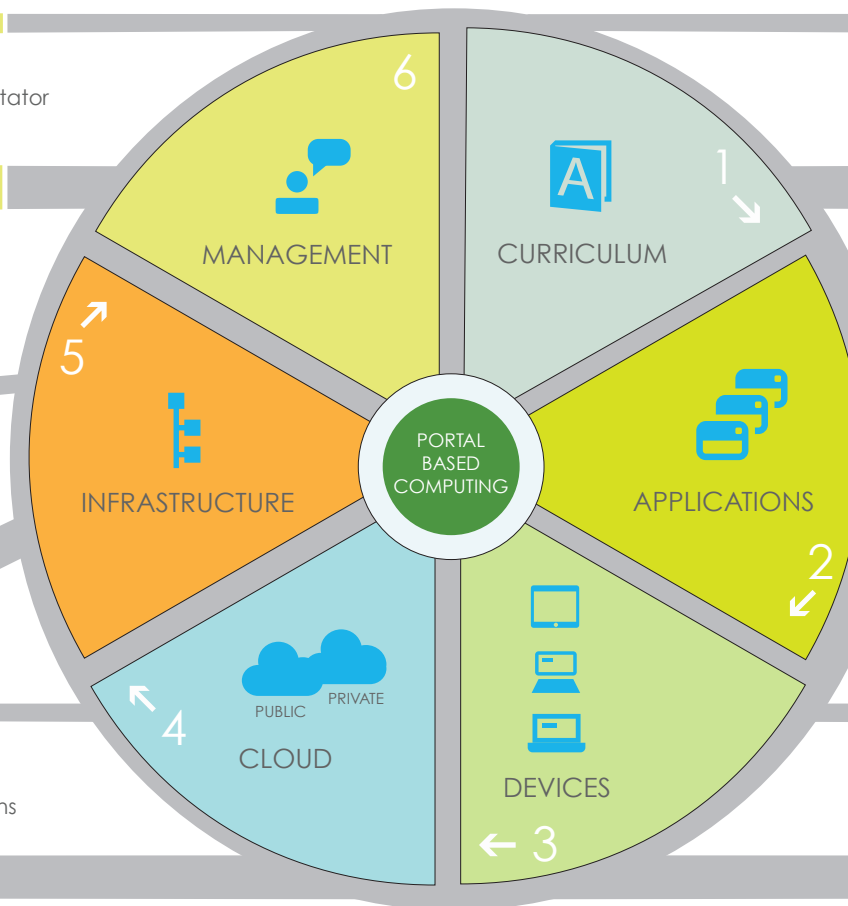 tator
6
MANAGEMENT
A
1
CURRICULUM
5
INFRASTRUCTURE
PORTAL
BASED
COMPUTING
APPLICATIONS
2
PUBLIC
PRIVATE
4
CLOUD
DEVICES
3
ns